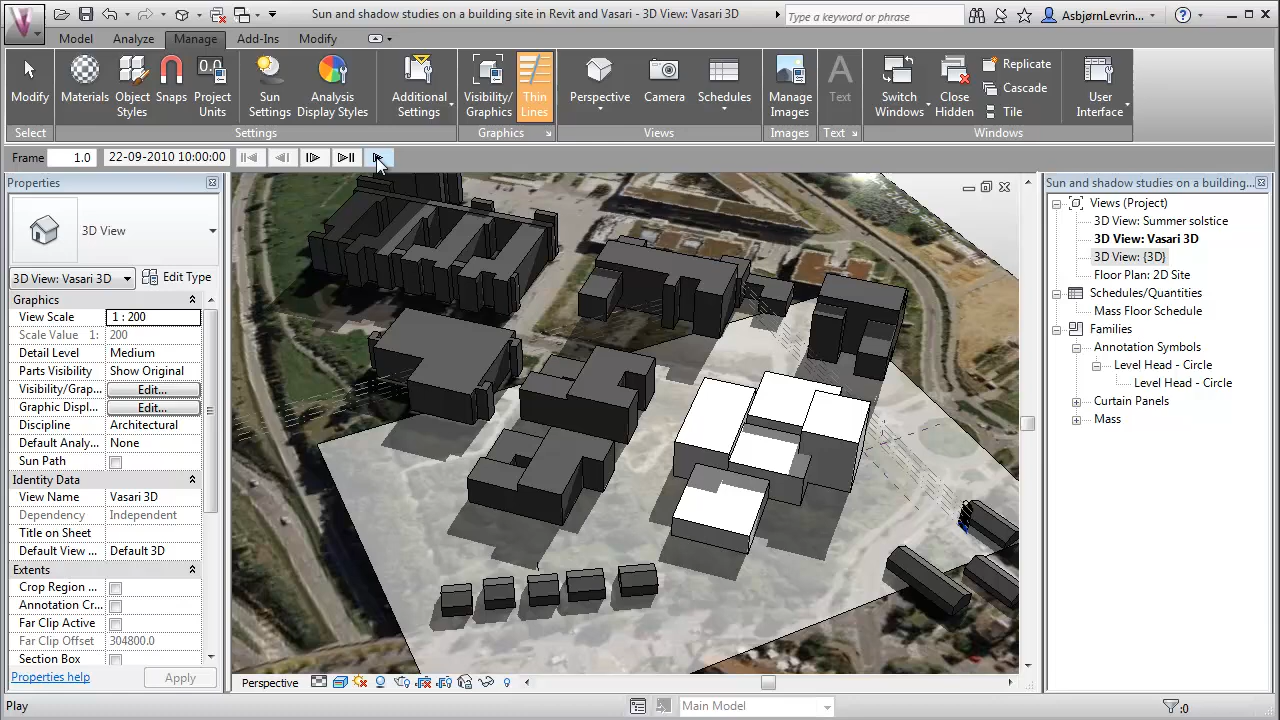 Sun and shadow studies on a building site in Revit and Vasari - 3D View: Vasari 3D
Type a keyword or phrase
AsbjørnLevrin...
Model Analyze Manage Add-Ins Modify
Modify
Materials
Object Styles
Snaps
Project Units
Sun Settings
Analysis Display Styles
Additional Settings
Visibility/ Graphics
Thin Lines
Perspective
Camera
Schedules
Manage Images
Text
Switch Windows
Close Hidden
Replicate
Cascade
Tile
User Interface
Select Settings Graphics Views Images Text Windows
Frame 1.0 22-09-2010 10:00:00
Properties
3D View
3D View: Vasari 3D Edit Type
Graphics
View Scale 1 : 200
Scale Value 1: 200
Detail Level Medium
Parts Visibility Show Original
Visibility/Grap... Edit...
Graphic Displ... Edit...
Discipline Architectural
Default Analy... None
Sun Path
Identity Data
View Name Vasari 3D
Dependency Independent
Title on Sheet
Default View ... Default 3D
Extents
Crop Region ...
Annotation Cr...
Far Clip Active
Far Clip Offset 304800.0
Section Box
Properties help Apply
Perspective
Sun and shadow studies on a building...
Views (Project)
3D View: Summer solstice
3D View: Vasari 3D
3D View: {3D}
Floor Plan: 2D Site
Schedules/Quantities
Mass Floor Schedule
Families
Annotation Symbols
Level Head - Circle
Level Head - Circle
Curtain Panels
Mass
Play
Main Model
:0